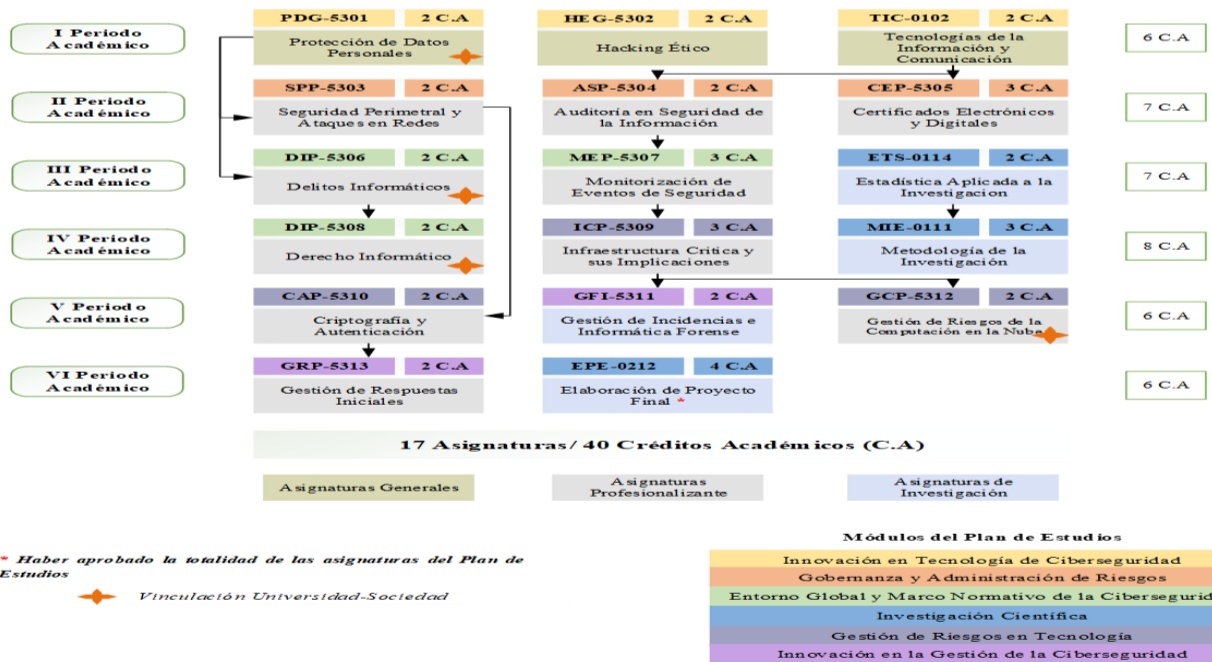 I Periodo
Académico
PDG-5301 2 C.A
Protección de Datos
Personales
HEG-5302 2 C.A
Hacking Ético
TIC-0102 2 C.A
Tecnologías de la
Información y
Comunicación
6 C.A
II Periodo
Académico
SPP-5303 2 C.A
Seguridad Perimetral y
Ataques en Redes
ASP-5304 2 C.A
Auditoría en Seguridad de
la Información
CEP-5305 3 C.A
Certificados Electrónicos
y Digitales
7 C.A
III Periodo
Académico
DIP-5306 2 C.A
Delitos Informáticos
MEP-5307 3 C.A
Monitorización de
Eventos de Seguridad
ETS-0114 2 C.A
Estadística Aplicada a la
Investigacion
7 C.A
IV Periodo
Académico
DIP-5308 2 C.A
Derecho Informático
ICP-5309 3 C.A
Infraestructura Critica y
sus Implicaciones
MIE-0111 3 C.A
Metodología de la
Investigación
8 C.A
V Periodo
Académico
CAP-5310 2 C.A
Criptografía y
Autenticación
GFI-5311 2 C.A
Gestión de Incidencias e
Informática Forense
GCP-5312 2 C.A
Gestión de Riesgos de la
Computación en la Nube
6 C.A
VI Periodo
Académico
GRP-5313 2 C.A
Gestión de Respuestas
Iniciales
EPE-0212 4 C.A
Elaboración de Proyecto
Final *
6 C.A
17 Asignaturas/ 40 Créditos Académicos (C.A)
Asignaturas Generales
Asignaturas
Profesionalizante
Asignaturas de
Investigación
* Haber aprobado la totalidad de las asignaturas del Plan de
Estudios
Vinculación Universidad-Sociedad
Módulos del Plan de Estudios
Innovación en Tecnología de Ciberseguridad
Gobernanza y Administración de Riesgos
Entorno Global y Marco Normativo de la Cibersegurid
Investigación Científica
Gestión de Riesgos en Tecnología
Innovación en la Gestión de la Ciberseguridad